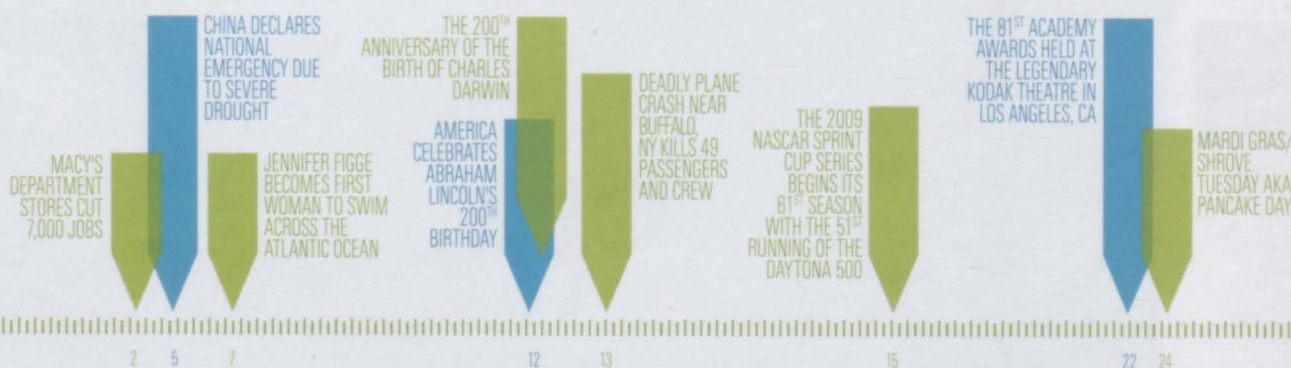 MACY'S
DEPARTMENT
STORES CUT
7,000 JOBS
CHINA DECLARES
NATIONAL
EMERGENCY DUE
TO SEVERE
DROUGHT
JENNIFER FIGGE
BECOMES FIRST
WOMAN TO SWIM
ACROSS THE
ATLANTIC OCEAN
THE 200TH
ANNIVERSARY OF THE
BIRTH OF CHARLES
DARWIN
AMERICA
CELEBRATES
ABRAHAM
LINCOLN'S
200TH
BIRTHDAY
DEADLY PLANE
CRASH NEAR
BUFFALO,
NY KILLS 49
PASSENGERS
AND CREW
THE 2009
NASCAR SPRINT
CUP SERIES
BEGINS ITS
61ST SEASON
WITH THE 51ST
RUNNING OF THE
DAYTONA 500
THE 81ST ACADEMY
AWARDS HELD AT
THE LEGENDARY
KODAK THEATRE IN
LOS ANGELES, CA
MARDI GRAS/
SHROVE
TUESDAY AKA
PANCAKE DAY
2 5 7 12 13 15 22 24